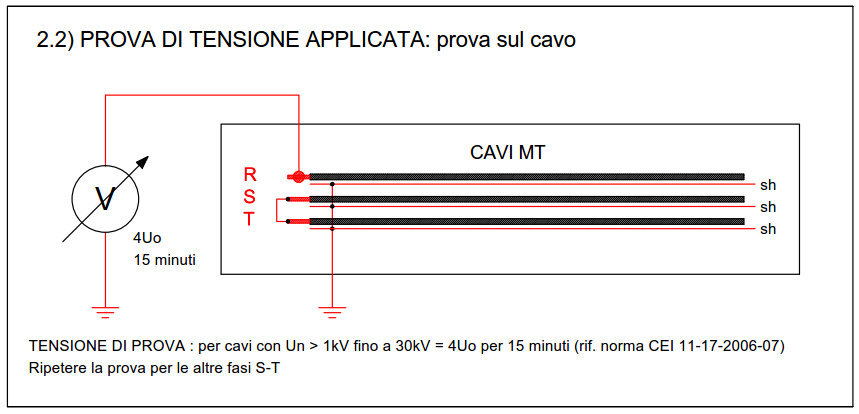 2.2) PROVA DI TENSIONE APPLICATA: prova sul cavo
CAVI MT
R
sh
S
sh
T
sh
V
4Uo
15 minuti
TENSIONE DI PROVA : per cavi con Un > 1kV fino a 30kV = 4Uo per 15 minuti (rif. norma CEI 11-17-2006-07)
Ripetere la prova per le altre fasi S-T